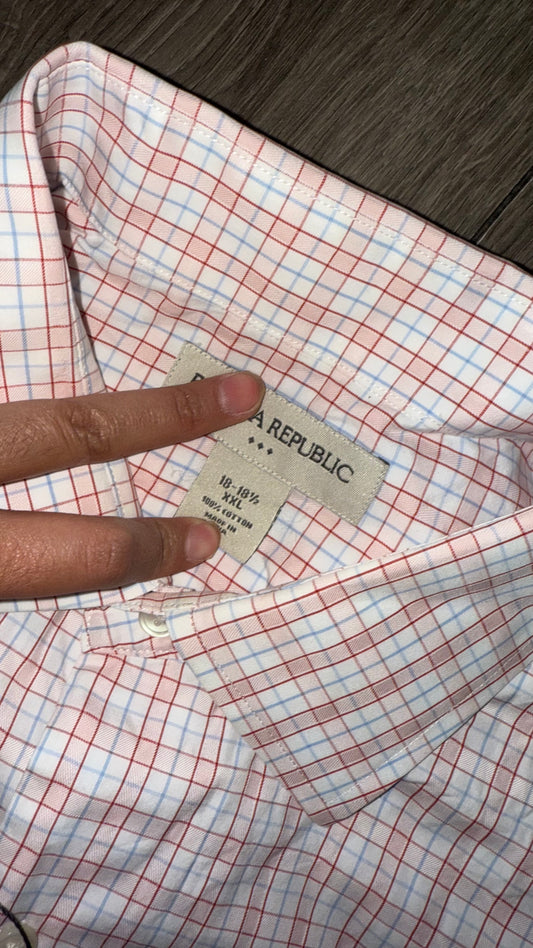 REPUBLIC
18-18½
XXL
100% COTTON
MADE IN